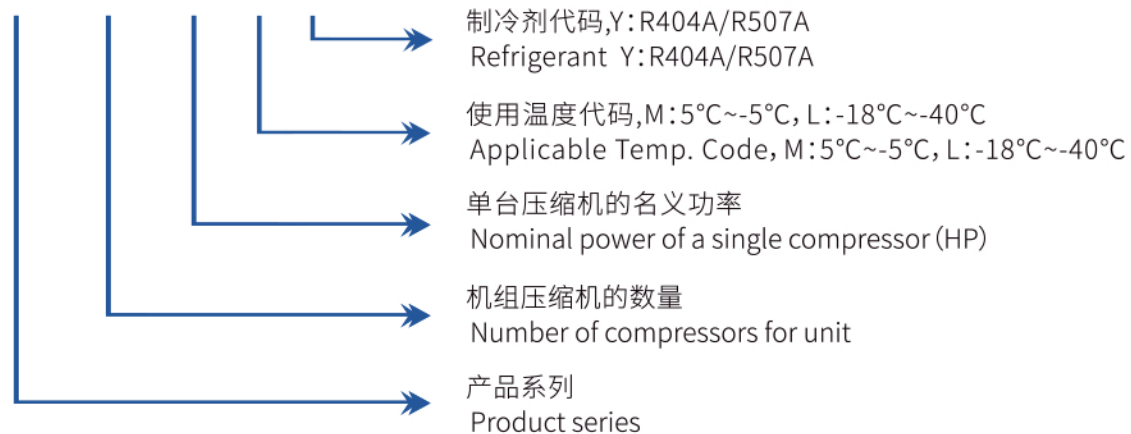 制冷剂代码,Y：R404A/R507A
Refrigerant Y：R404A/R507A
使用温度代码,M：5℃~-5℃，L：-18℃~-40℃
Applicable Temp. Code，M：5℃~-5℃，L：-18℃~-40℃
单台压缩机的名义功率
Nominal power of a single compressor（HP）
机组压缩机的数量
Number of compressors for unit
产品系列
Product series